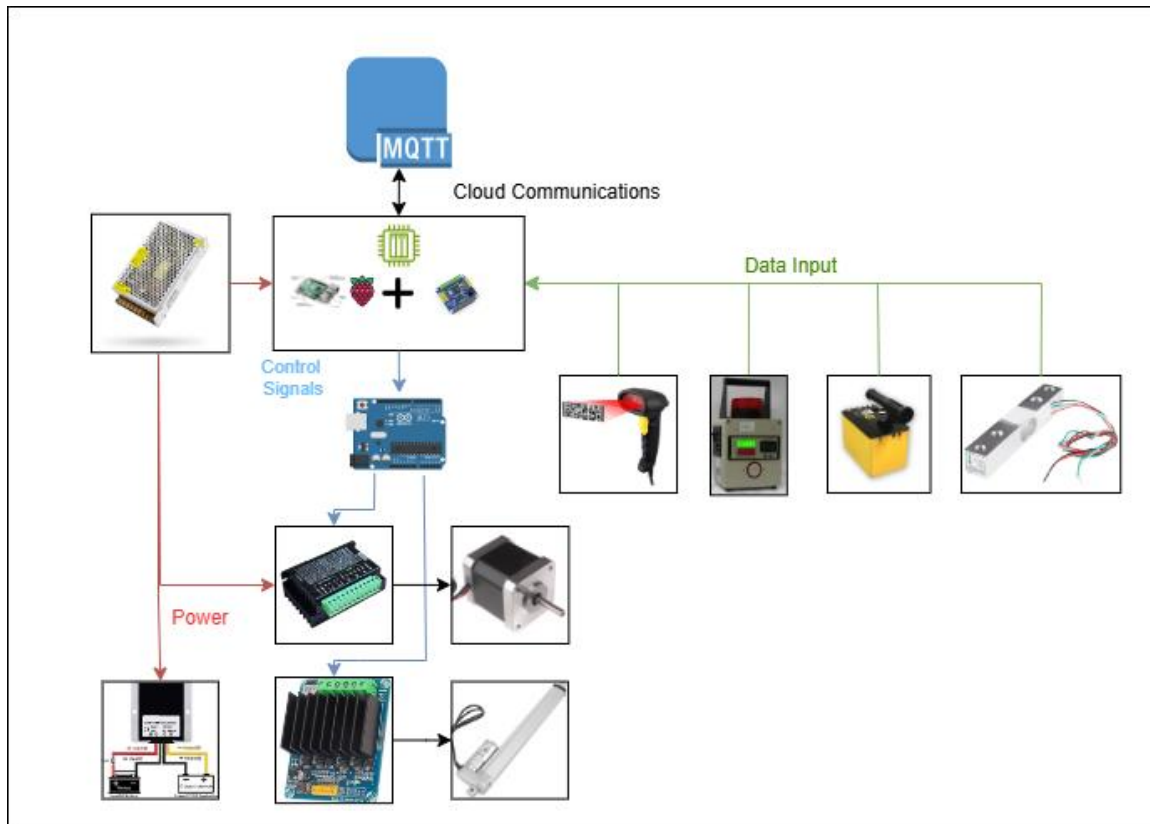 MQTT
Cloud Communications
Data Input
Control
Signals
Power